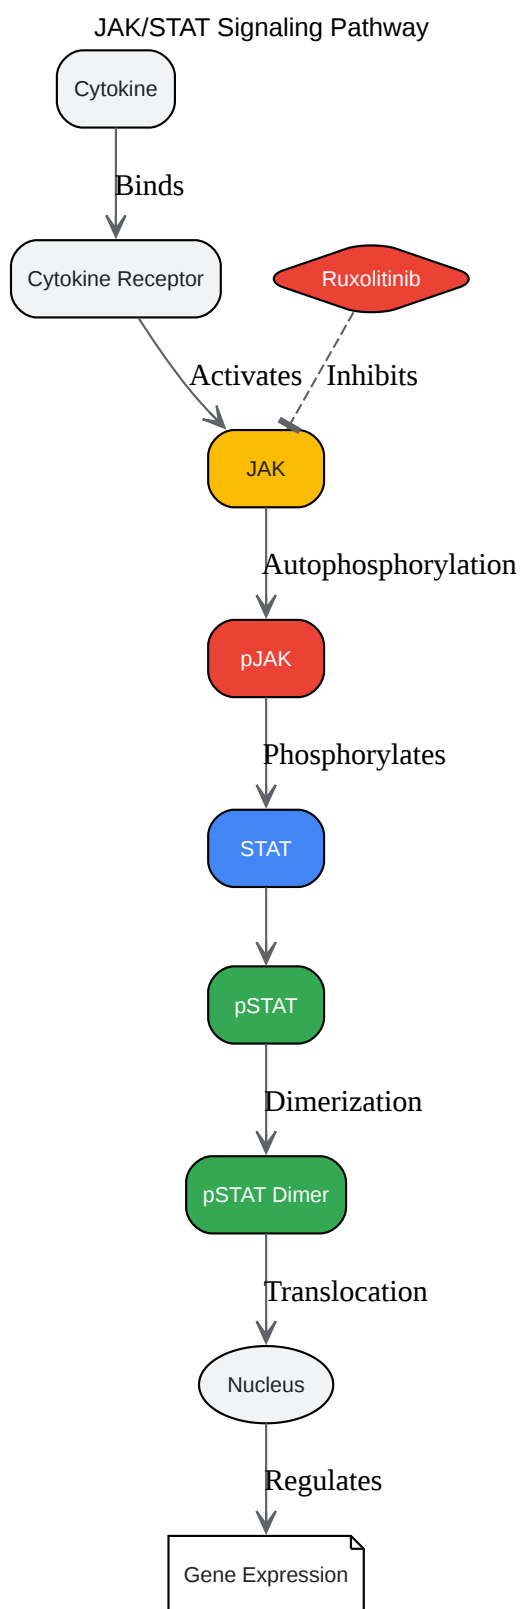 JAK/STAT Signaling Pathway
Cytokine
Binds
Cytokine Receptor
Ruxolitinib
Activates
Inhibits
JAK
Autophosphorylation
pJAK
Phosphorylates
STAT
pSTAT
Dimerization
pSTAT Dimer
Translocation
Nucleus
Regulates
Gene Expression